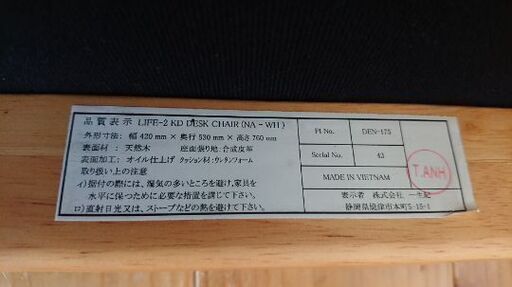 品質表示 LIFE-2 KD DESK CHAIR (NA-WH)
外形寸法: 幅 420 mm × 奥行 530 mm × 高さ 760 mm
表面材: 天然木 座面張り地: 合成皮革
表面加工: オイル仕上げ クッション材: ウレタンフォーム
取り扱い上の注意
イ)据付の際には、湿気の多いところを避け、家具を
水平に保つために必要な措置を講じて下さい。
ロ)直射日光又は、ストーブなどの熱を避けて下さい。
PI No. DEN-175
Serial No. 43
MADE IN VIETNAM
T.ANH
表示者 株式会社 一生紀
静岡県焼津市本町5-15-1